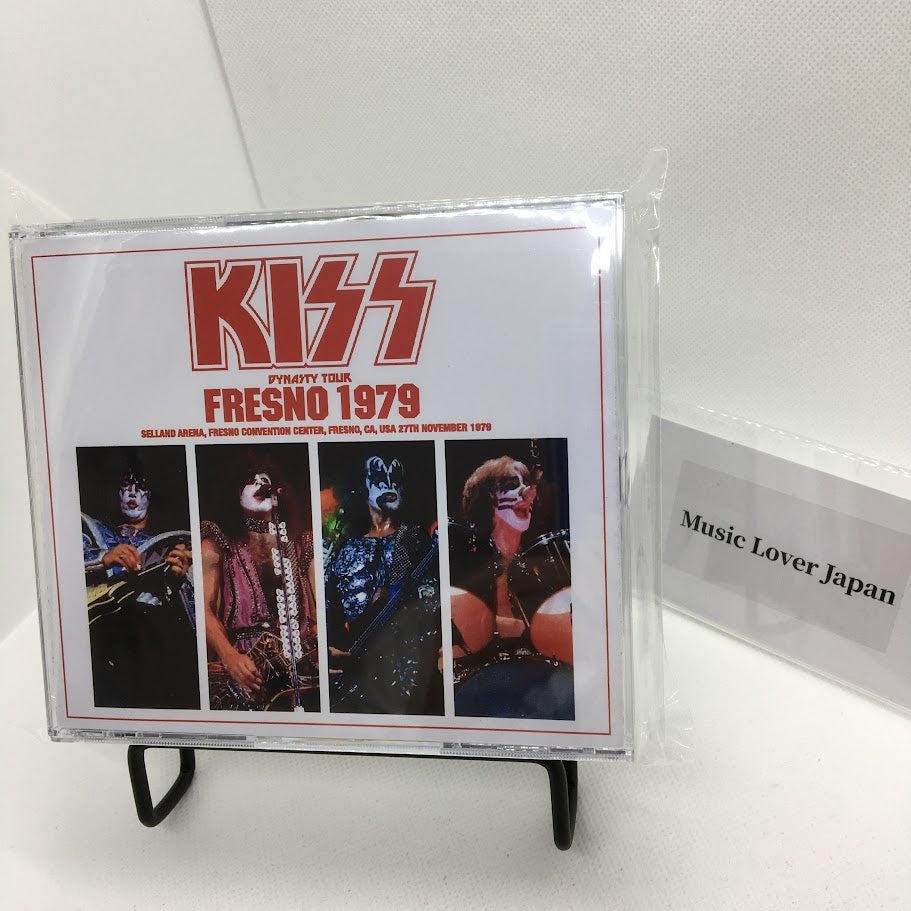 KISS
DYNASTY TOUR
FRESNO 1979
SELLAND ARENA, FRESNO CONVENTION CENTER, FRESNO, CA, USA 27TH NOVEMBER 1979
Music Lover Japan